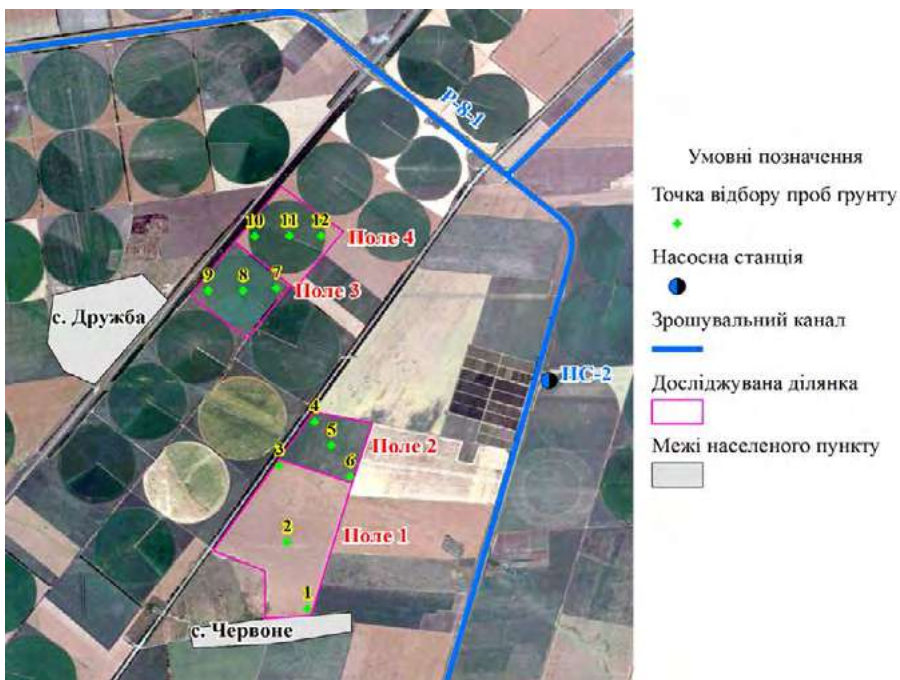 Р-8-1
10 11 12
Поле 4
9 8 7
Поле 3
с. Дружба
НС-2
4
5
Поле 2
3
6
2
Поле 1
1
с. Червоне
Умовні позначення
Точка відбору проб грунту
Насосна станція
Зрошувальний канал
Досліджувана ділянка
Межі населеного пункту